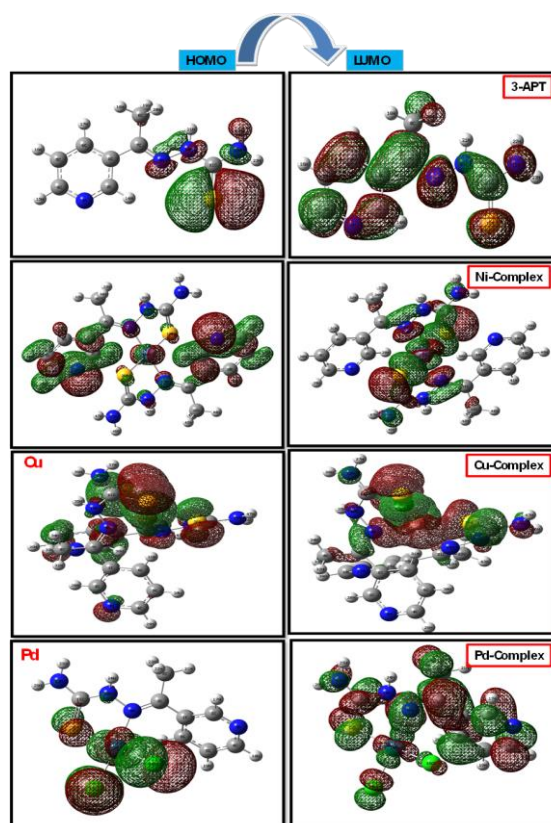 HOMO
LUMO
3-APT
Ni-Complex
Cu
Cu-Complex
Pd
Pd-Complex